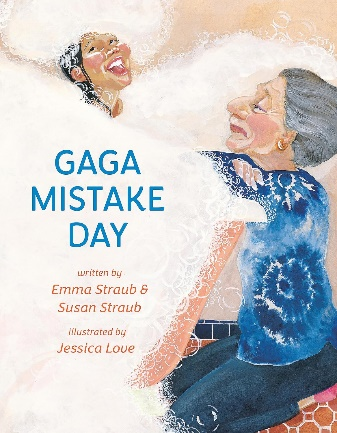 GAGA
MISTAKE
DAY
written by
Emma Straub &
Susan Straub
illustrated by
Jessica Love